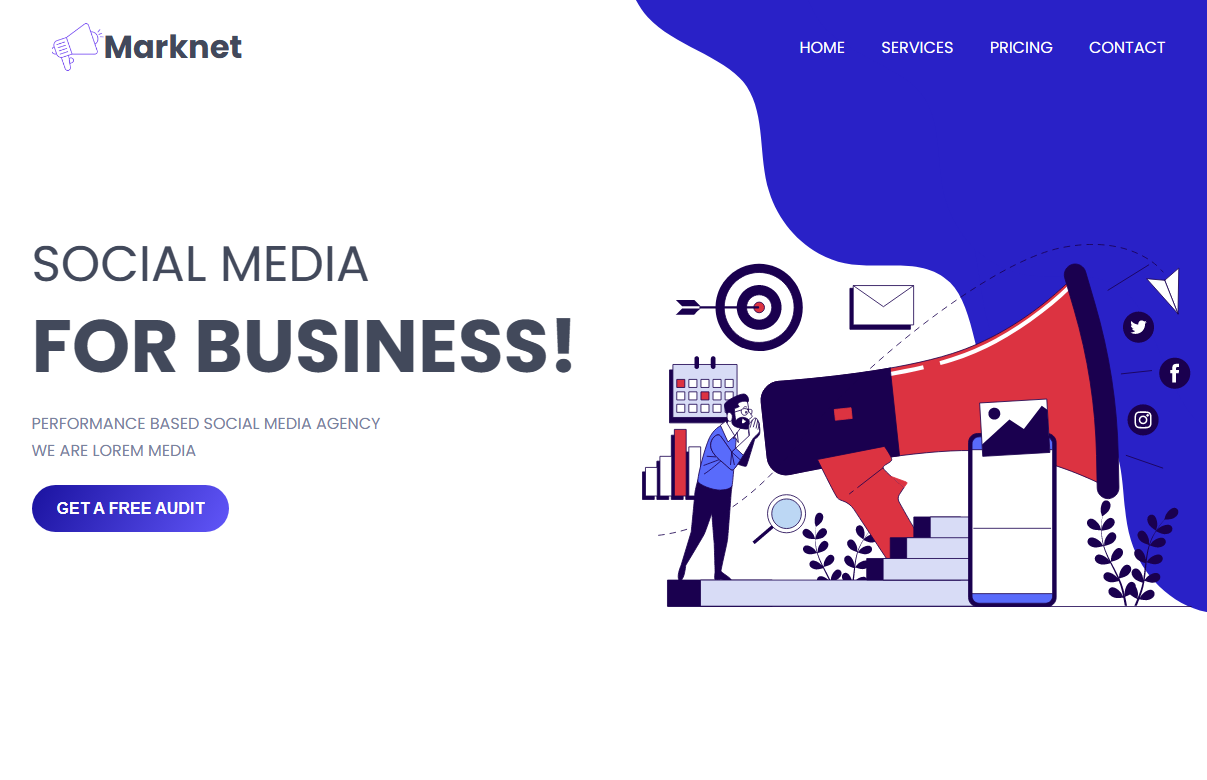 Marknet
HOME SERVICES PRICING CONTACT
SOCIAL MEDIA
FOR BUSINESS!
PERFORMANCE BASED SOCIAL MEDIA AGENCY
WE ARE LOREM MEDIA
GET A FREE AUDIT